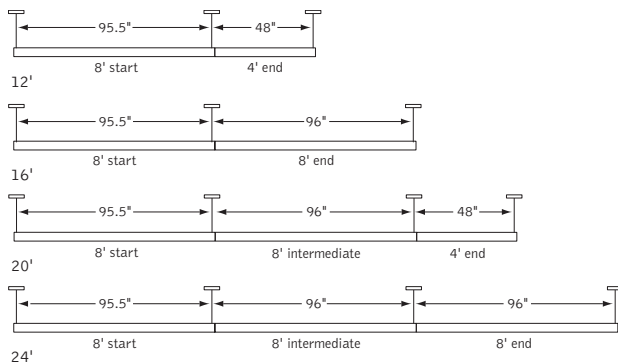 95.5" 48"
8' start 4' end
12'
95.5" 96"
8' start 8' end
16'
95.5" 96" 48"
8' start 8' intermediate 4' end
20'
95.5" 96" 96"
8' start 8' intermediate 8' end
24'